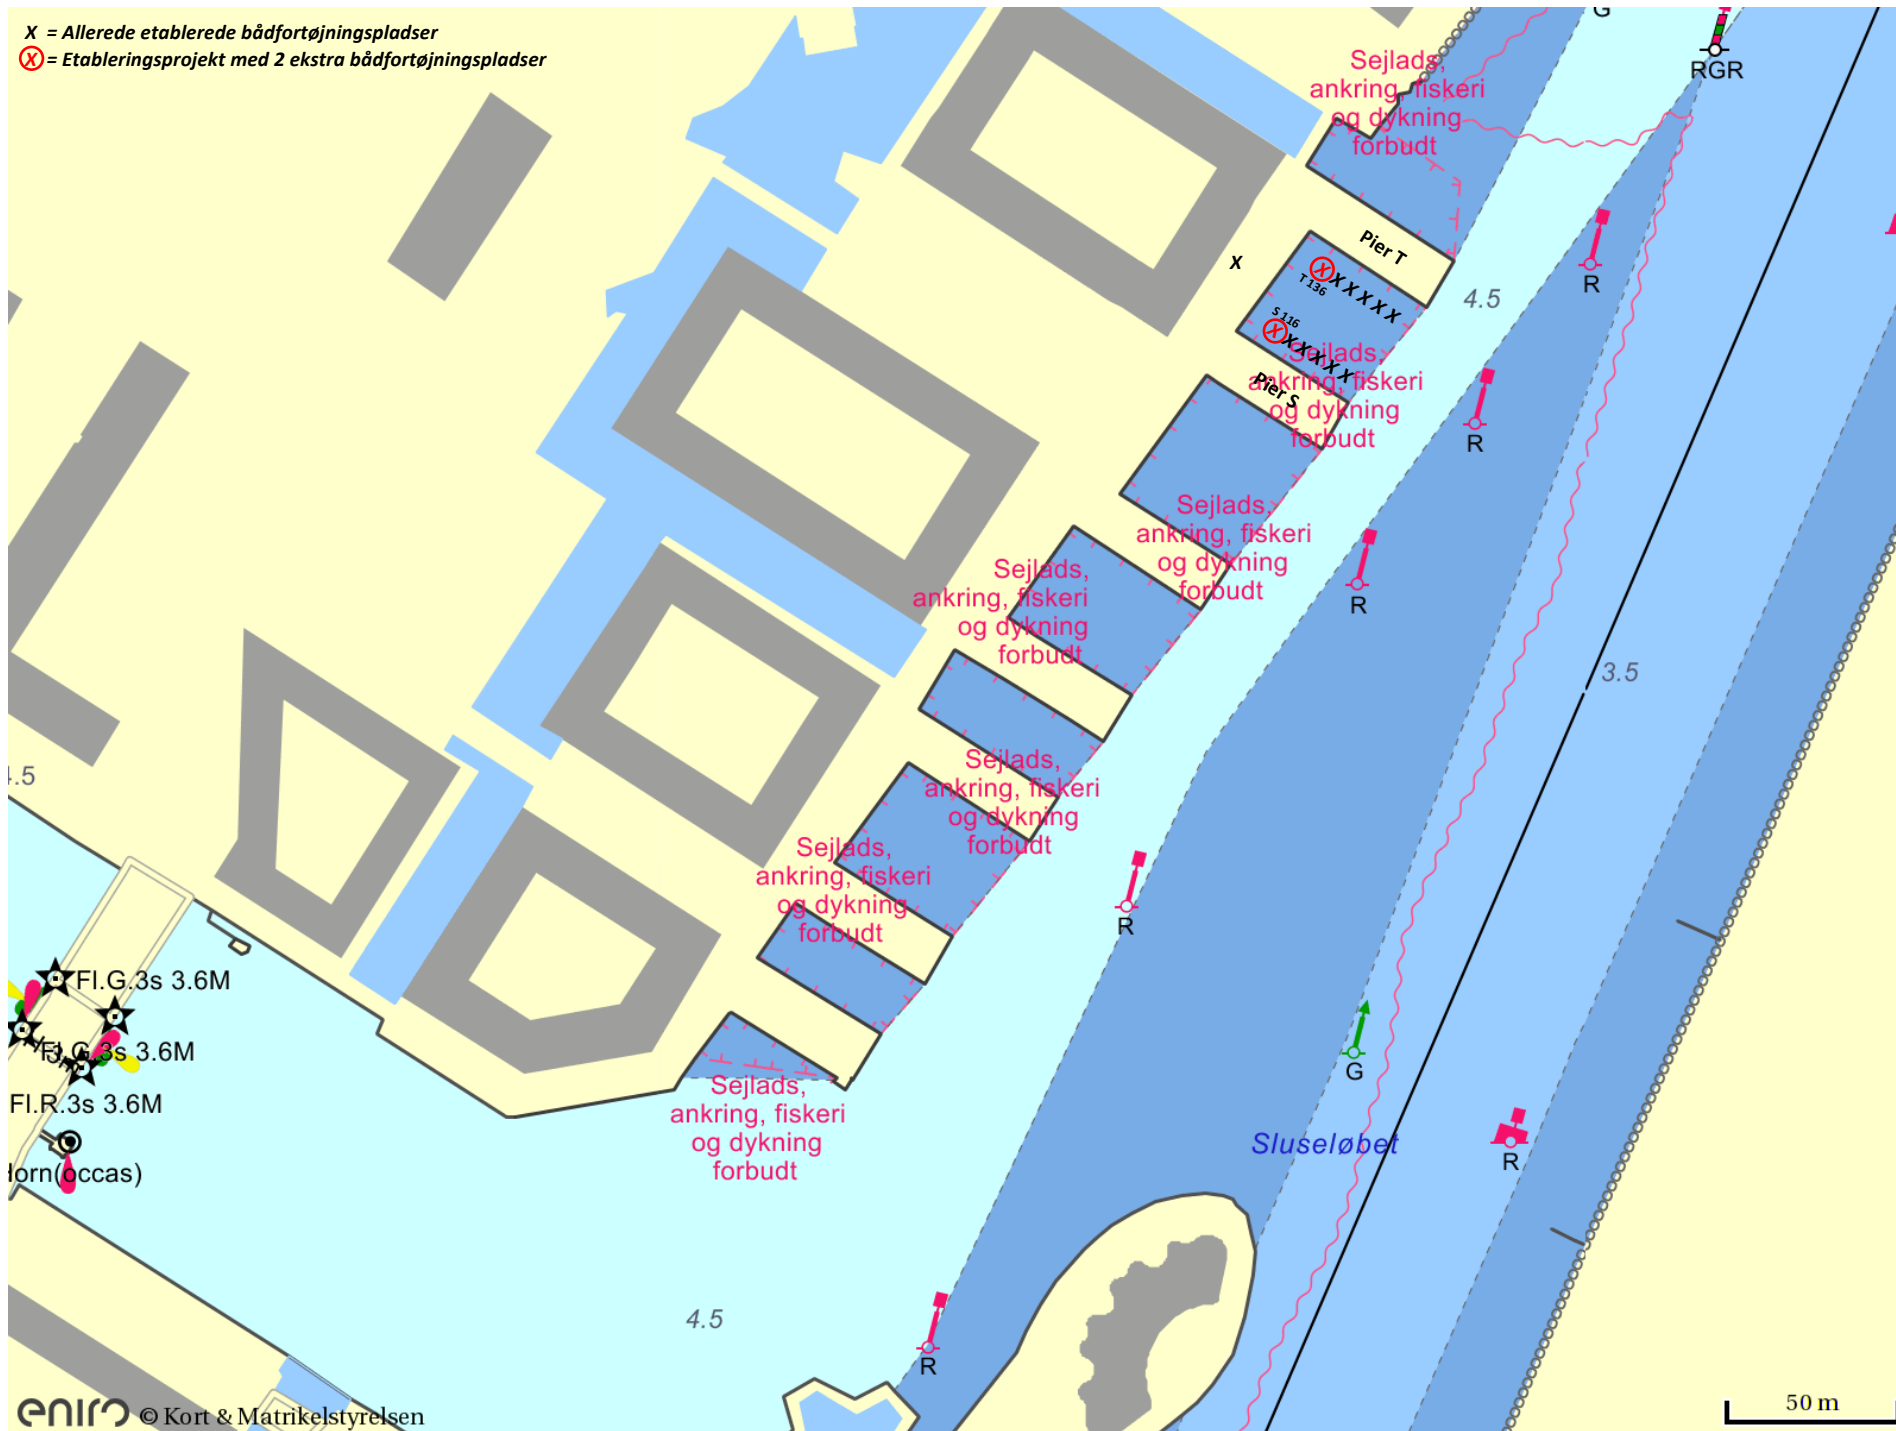 X = Allerede etablerede bådfortøjningspladser
X = Etableringsprojekt med 2 ekstra bådfortøjningspladser
G
RGR
Sejlads,
ankring, fiskeri
og dykning
forbudt
Pier T
X
X X X X X X
T 136
S 116
X X X X X X
4.5
R
Sejlads,
ankring, fiskeri
og dykning
forbudt
Pier S
R
Sejlads,
ankring, fiskeri
og dykning
forbudt
R
Sejlads,
ankring, fiskeri
og dykning
forbudt
3.5
Sejlads,
ankring, fiskeri
og dykning
forbudt
4.5
Sejlads,
ankring, fiskeri
og dykning
forbudt
R
Fl.G.3s 3.6M
Fl.G.3s 3.6M
Fl.R.3s 3.6M
G
Sejlads,
ankring, fiskeri
og dykning
forbudt
Sluseløbet
R
Horn(occas)
4.5
R
eniro © Kort & Matrikelstyrelsen
50 m